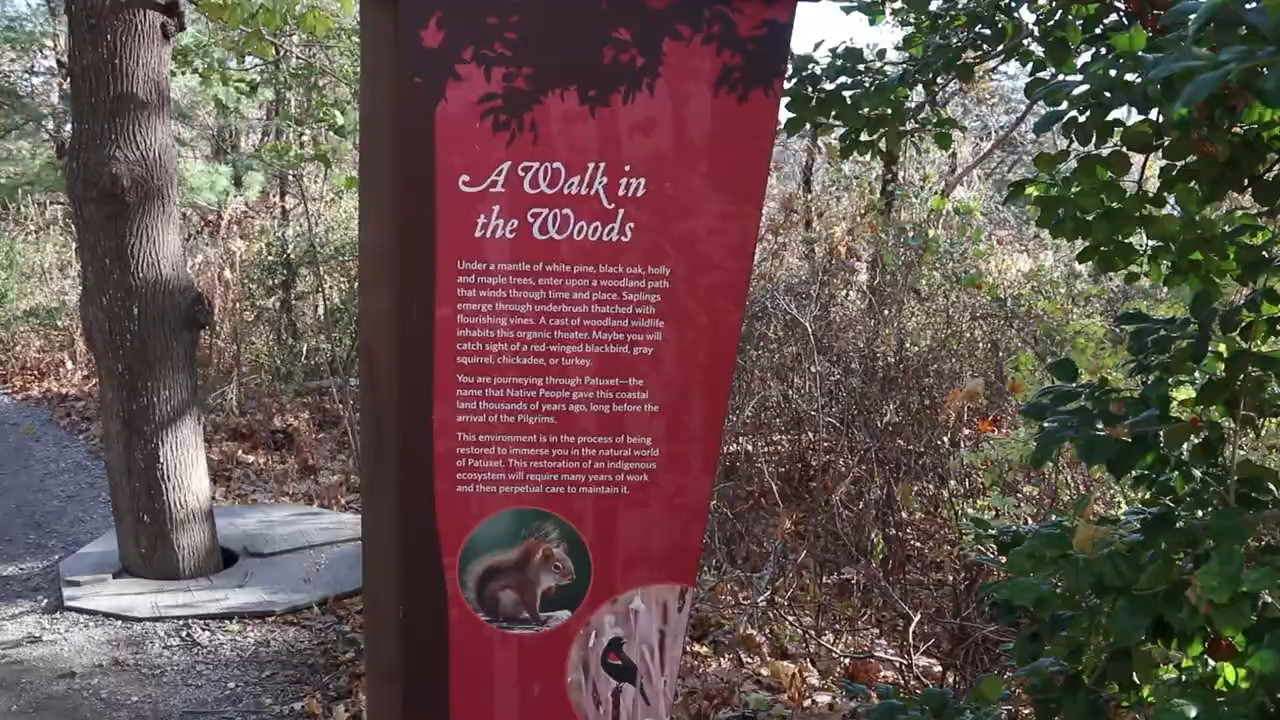 A Walk in
the Woods
Under a mantle of white pine, black oak, holly
and maple trees, enter upon a woodland path
that winds through time and place. Saplings
emerge through underbrush thatched with
flourishing vines. A cast of woodland wildlife
inhabits this organic theater. Maybe you will
catch sight of a red-winged blackbird, gray
squirrel, chickadee, or turkey.
You are journeying through Patuxet—the
name that Native People gave this coastal
land thousands of years ago, long before the
arrival of the Pilgrims.
This environment is in the process of being
restored to immerse you in the natural world
of Patuxet. This restoration of an indigenous
ecosystem will require many years of work
and then perpetual care to maintain it.